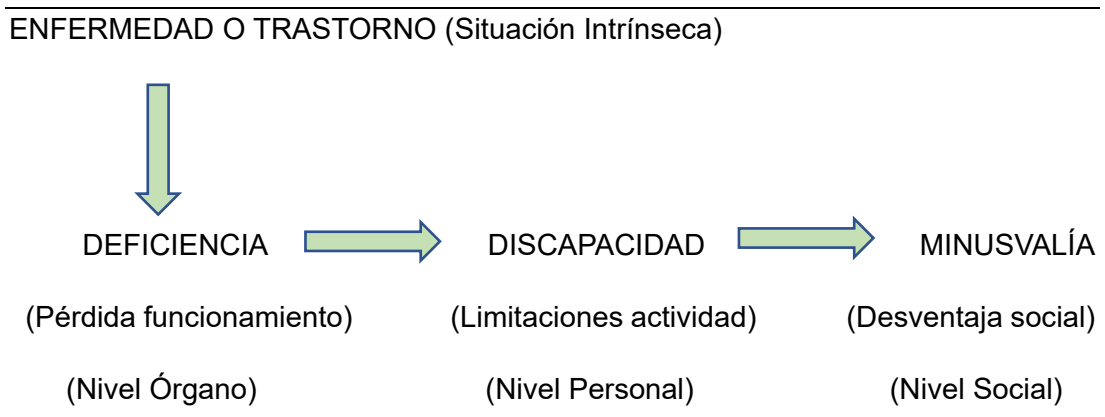 ENFERMEDAD O TRASTORNO (Situación Intrínseca)
DEFICIENCIA DISCAPACIDAD MINUSVALÍA
(Pérdida funcionamiento) (Limitaciones actividad) (Desventaja social)
(Nivel Órgano) (Nivel Personal) (Nivel Social)